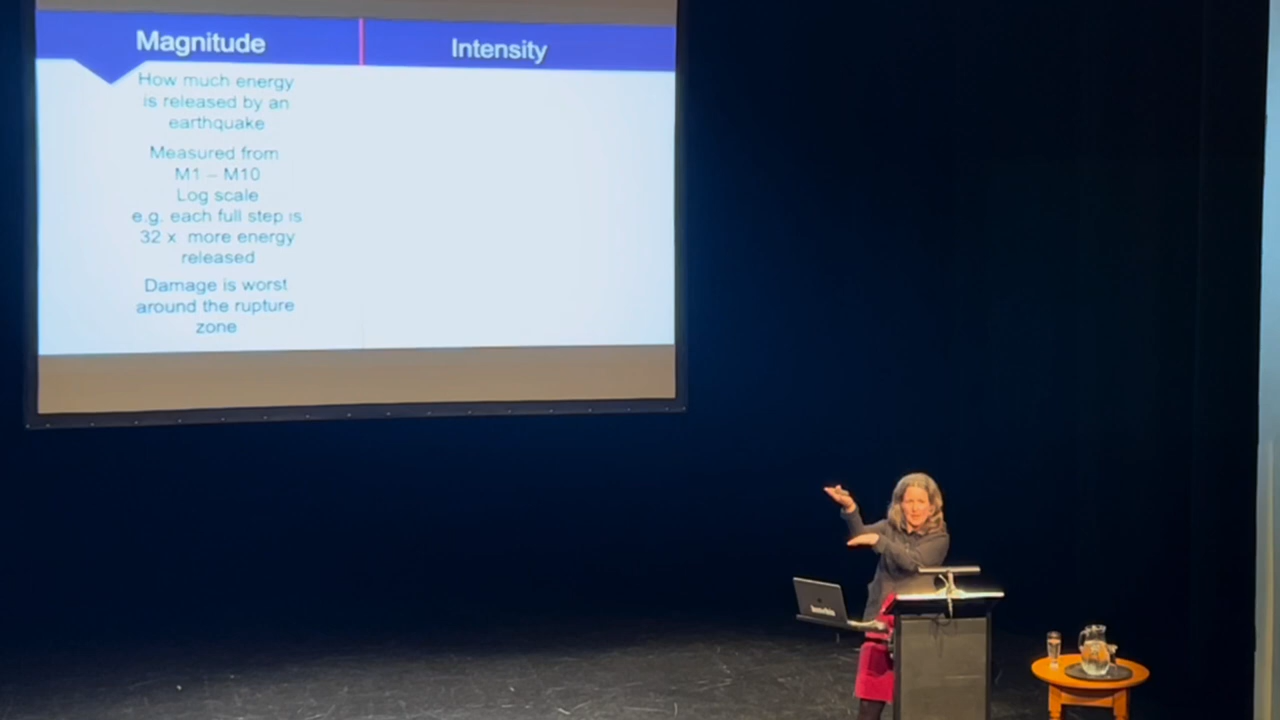 Magnitude
Intensity
How much energy
is released by an
earthquake
Measured from
M1 – M10
Log scale
e.g. each full step is
32 x more energy
released
Damage is worst
around the rupture
zone